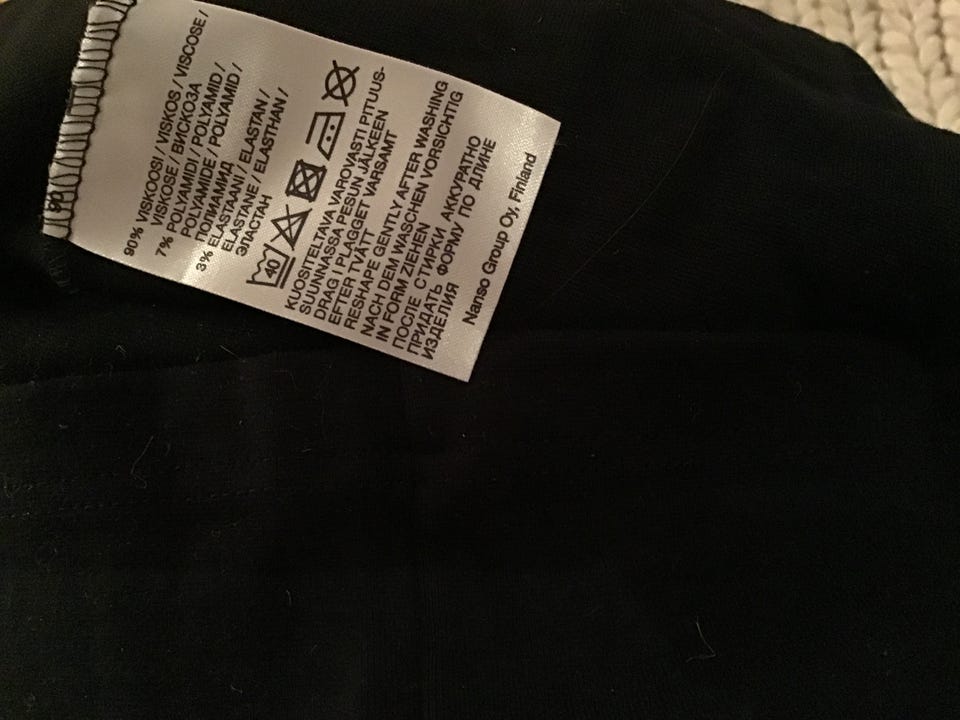 90% VISKOOSI / VISKOS / VISCOSE /
VISKOSE / ВИСКОЗА
7% POLYAMIDI / POLYAMID /
POLYAMIDE / POLYAMID /
ПОЛИАМИД
3% ELASTAANI / ELASTAN /
ELASTANE / ELASTHAN /
ЭЛАСТАН
40
KUOSITELTAVA VAROVASTI PITUUS-
SUUNNASSA PESUN JÄLKEEN
DRAG I PLAGGET VARSAMT
EFTER TVÄTT
RESHAPE GENTLY AFTER WASHING
NACH DEM WASCHEN VORSICHTIG
IN FORM ZIEHEN
ПОСЛЕ СТИРКИ АККУРАТНО
ПРИДАТЬ ФОРМУ ПО ДЛИНЕ
ИЗДЕЛИЯ
Nanso Group Oy, Finland